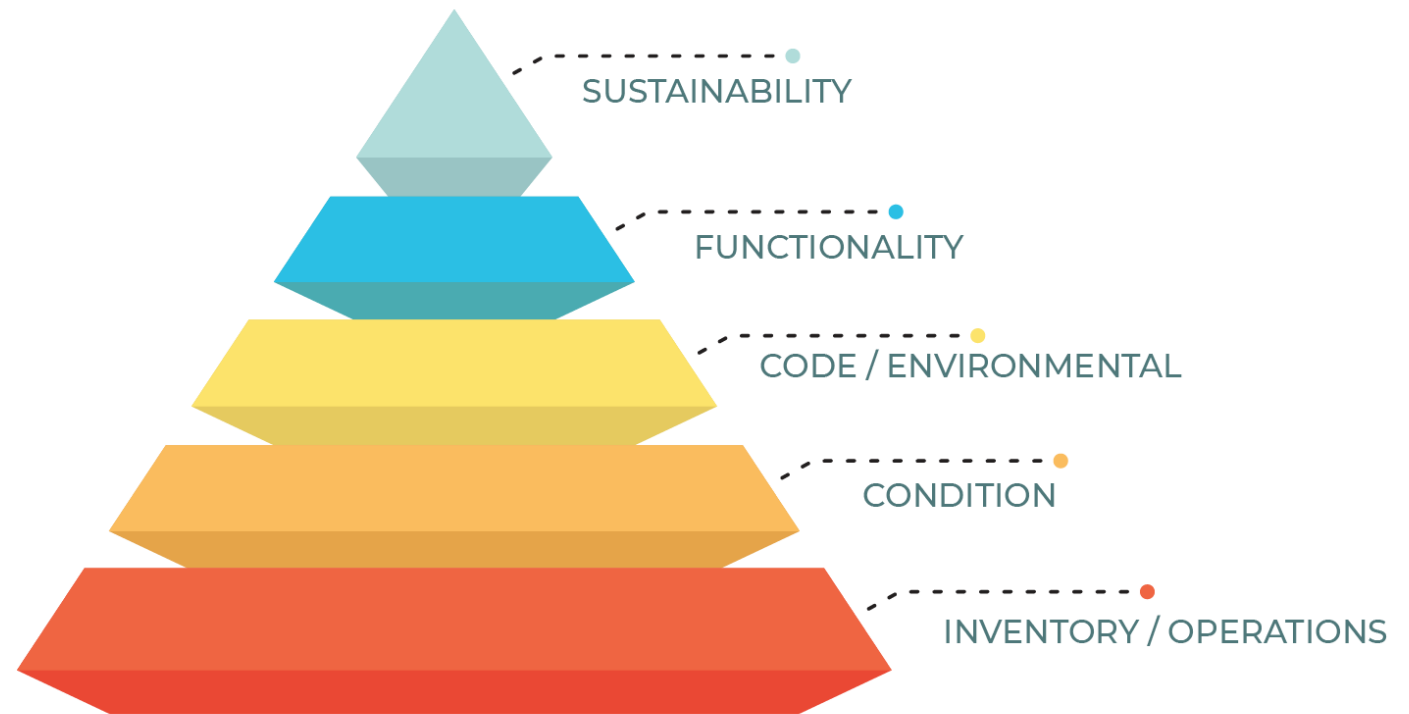 SUSTAINABILITY
FUNCTIONALITY
CODE / ENVIRONMENTAL
CONDITION
INVENTORY / OPERATIONS